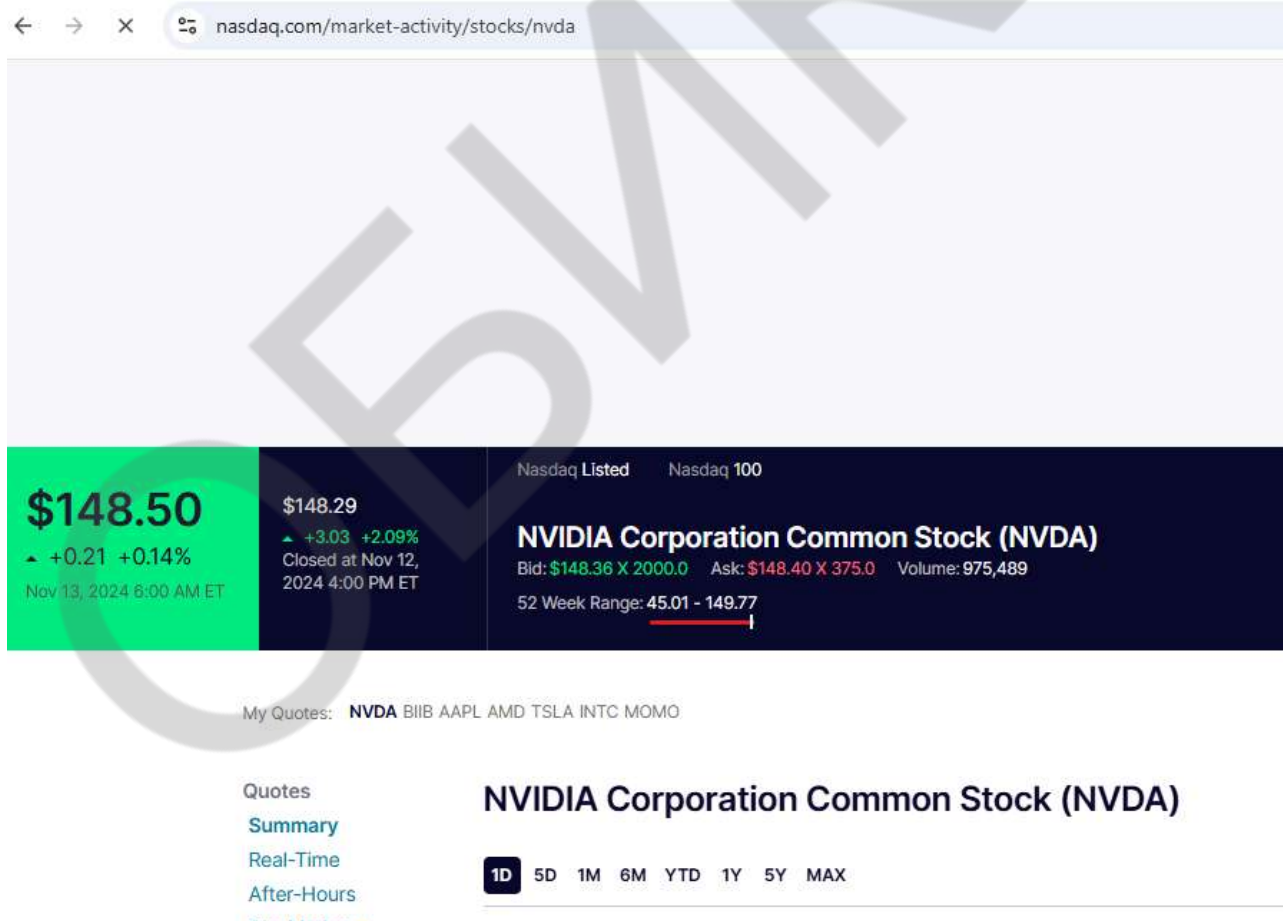 nasdaq.com/market-activity/stocks/nvda
$148.50
+0.21 +0.14%
Nov 13, 2024 6:00 AM ET
$148.29
+3.03 +2.09%
Closed at Nov 12,
2024 4:00 PM ET
Nasdaq Listed Nasdaq 100
NVIDIA Corporation Common Stock (NVDA)
Bid: $148.36 X 2000.0 Ask: $148.40 X 375.0 Volume: 975,489
52 Week Range: 45.01 - 149.77
My Quotes: NVDA BIIB AAPL AMD TSLA INTC MOMO
Quotes
Summary
Real-Time
After-Hours
NVIDIA Corporation Common Stock (NVDA)
1D 5D 1M 6M YTD 1Y 5Y MAX